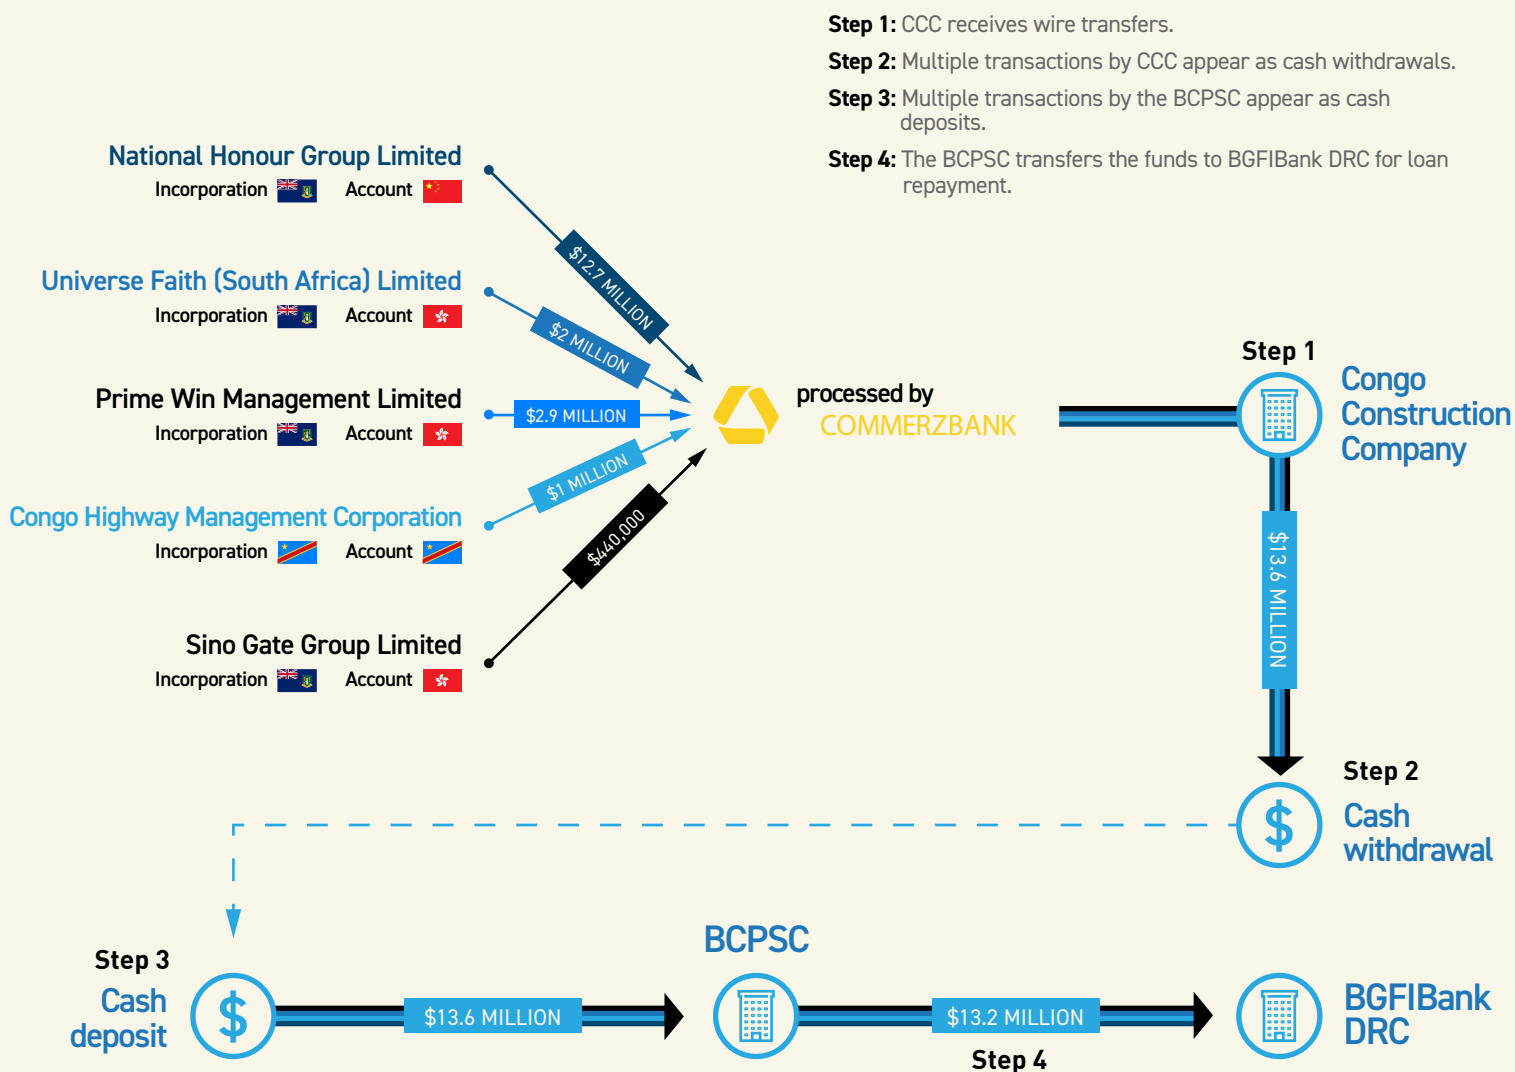 Step 1: CCC receives wire transfers.
Step 2: Multiple transactions by CCC appear as cash withdrawals.
Step 3: Multiple transactions by the BCPSC appear as cash
deposits.
Step 4: The BCPSC transfers the funds to BGFIBank DRC for loan
repayment.
National Honour Group Limited
Incorporation Account
$12.7 MILLION
Universe Faith (South Africa) Limited
Incorporation Account
$2 MILLION
Prime Win Management Limited
Incorporation Account
$2.9 MILLION
Congo Highway Management Corporation
Incorporation Account
$1 MILLION
Sino Gate Group Limited
Incorporation Account
$440,000
processed by
COMMERZBANK
Step 1
Congo
Construction
Company
$13.6 MILLION
Step 2
Cash
withdrawal
Step 3
Cash
deposit
$13.6 MILLION
BCPSC
$13.2 MILLION
Step 4
BGFIBank
DRC